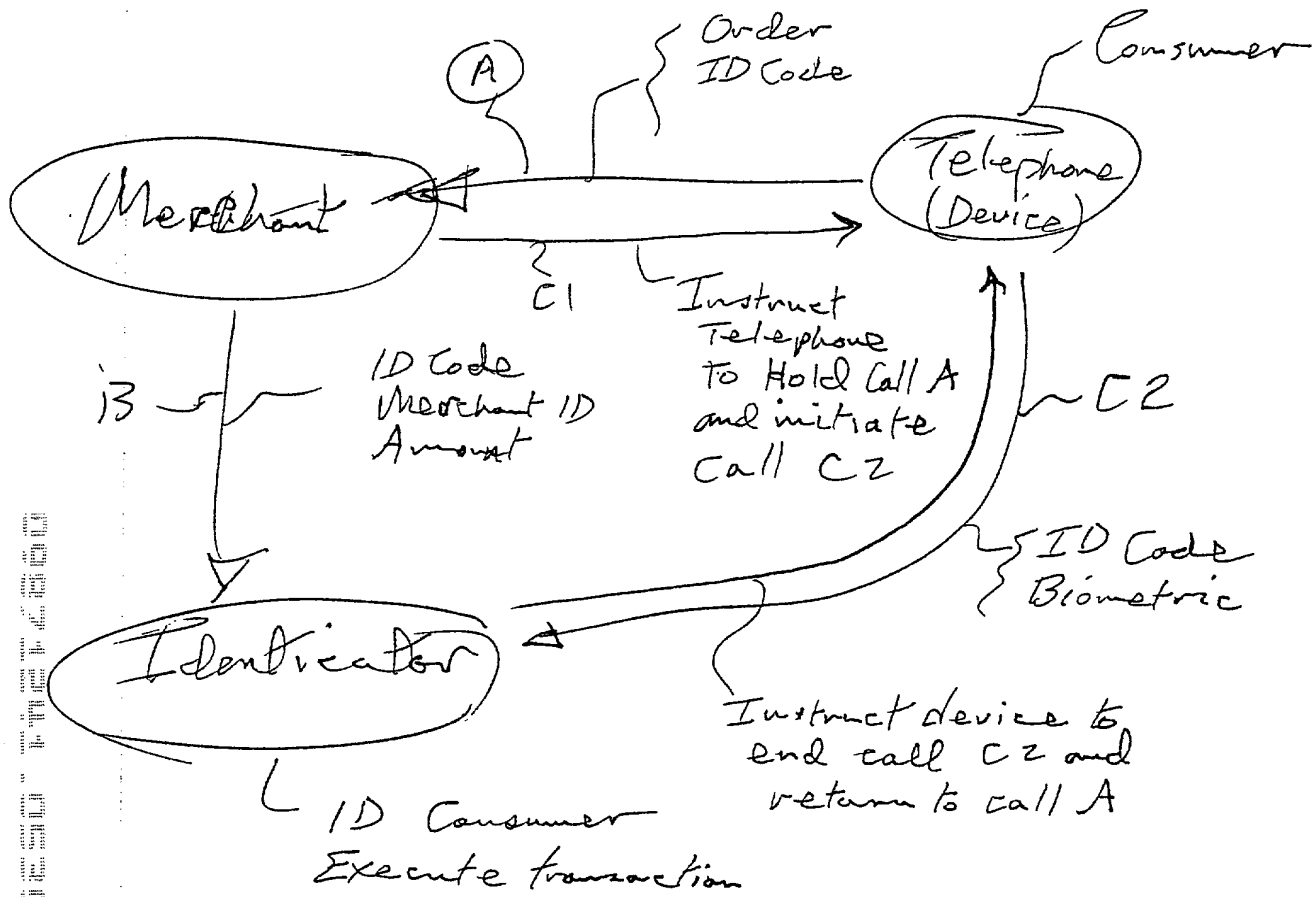 Order
ID Code
Consumer
A
Telephone
(Device)
Merchant
C1
Instruct
Telephone
to Hold Call A
and initiate
Call C2
B
ID Code
Merchant ID
Amount
C2
ID Code
Biometric
Identicator
Instruct device to
end call C2 and
return to call A
ID Consumer
Execute transaction